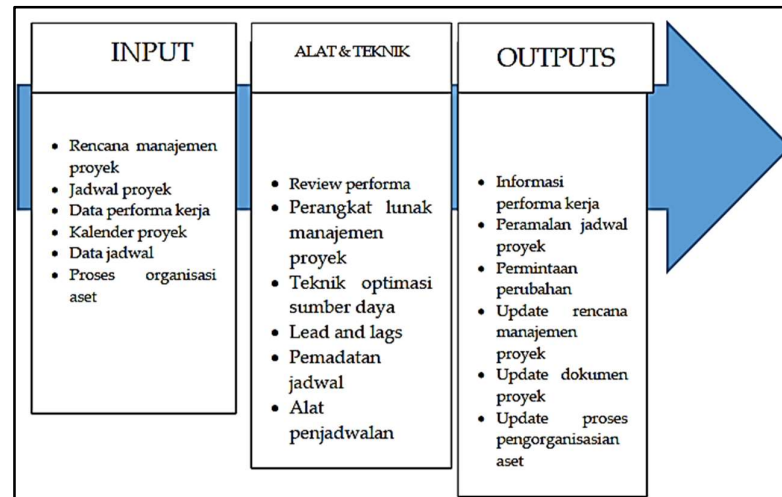 INPUT
Rencana manajemen
proyek
Jadwal proyek
Data performa kerja
Kalender proyek
Data jadwal
Proses organisasi
aset
ALAT & TEKNIK
Review performa
Perangkat lunak
manajemen
proyek
Teknik optimasi
sumber daya
Lead and lags
Pemadatan
jadwal
Alat
penjadwalan
OUTPUTS
Informasi
performa kerja
Peramalan jadwal
proyek
Permintaan
perubahan
Update rencana
manajemen
proyek
Update dokumen
proyek
Update proses
pengorganisasian
aset